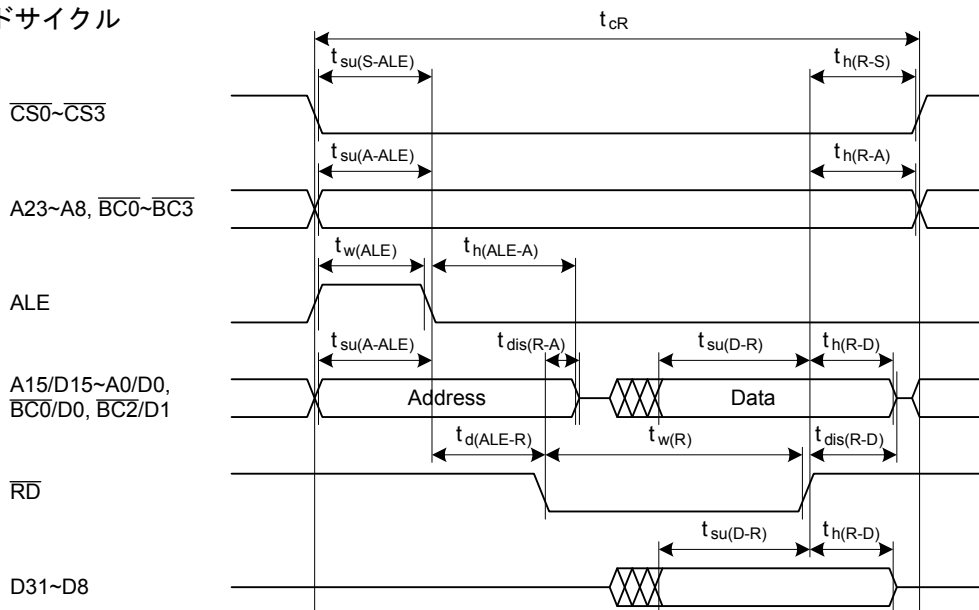 ドサイクル
tcR
tsu(S-ALE)
th(R-S)
CS0~CS3
tsu(A-ALE)
th(R-A)
A23~A8, BC0~BC3
tw(ALE)
th(ALE-A)
ALE
tsu(A-ALE)
tdis(R-A)
tsu(D-R)
th(R-D)
A15/D15~A0/D0,
BC0/D0, BC2/D1
Address
Data
td(ALE-R)
tw(R)
tdis(R-D)
RD
tsu(D-R)
th(R-D)
D31~D8